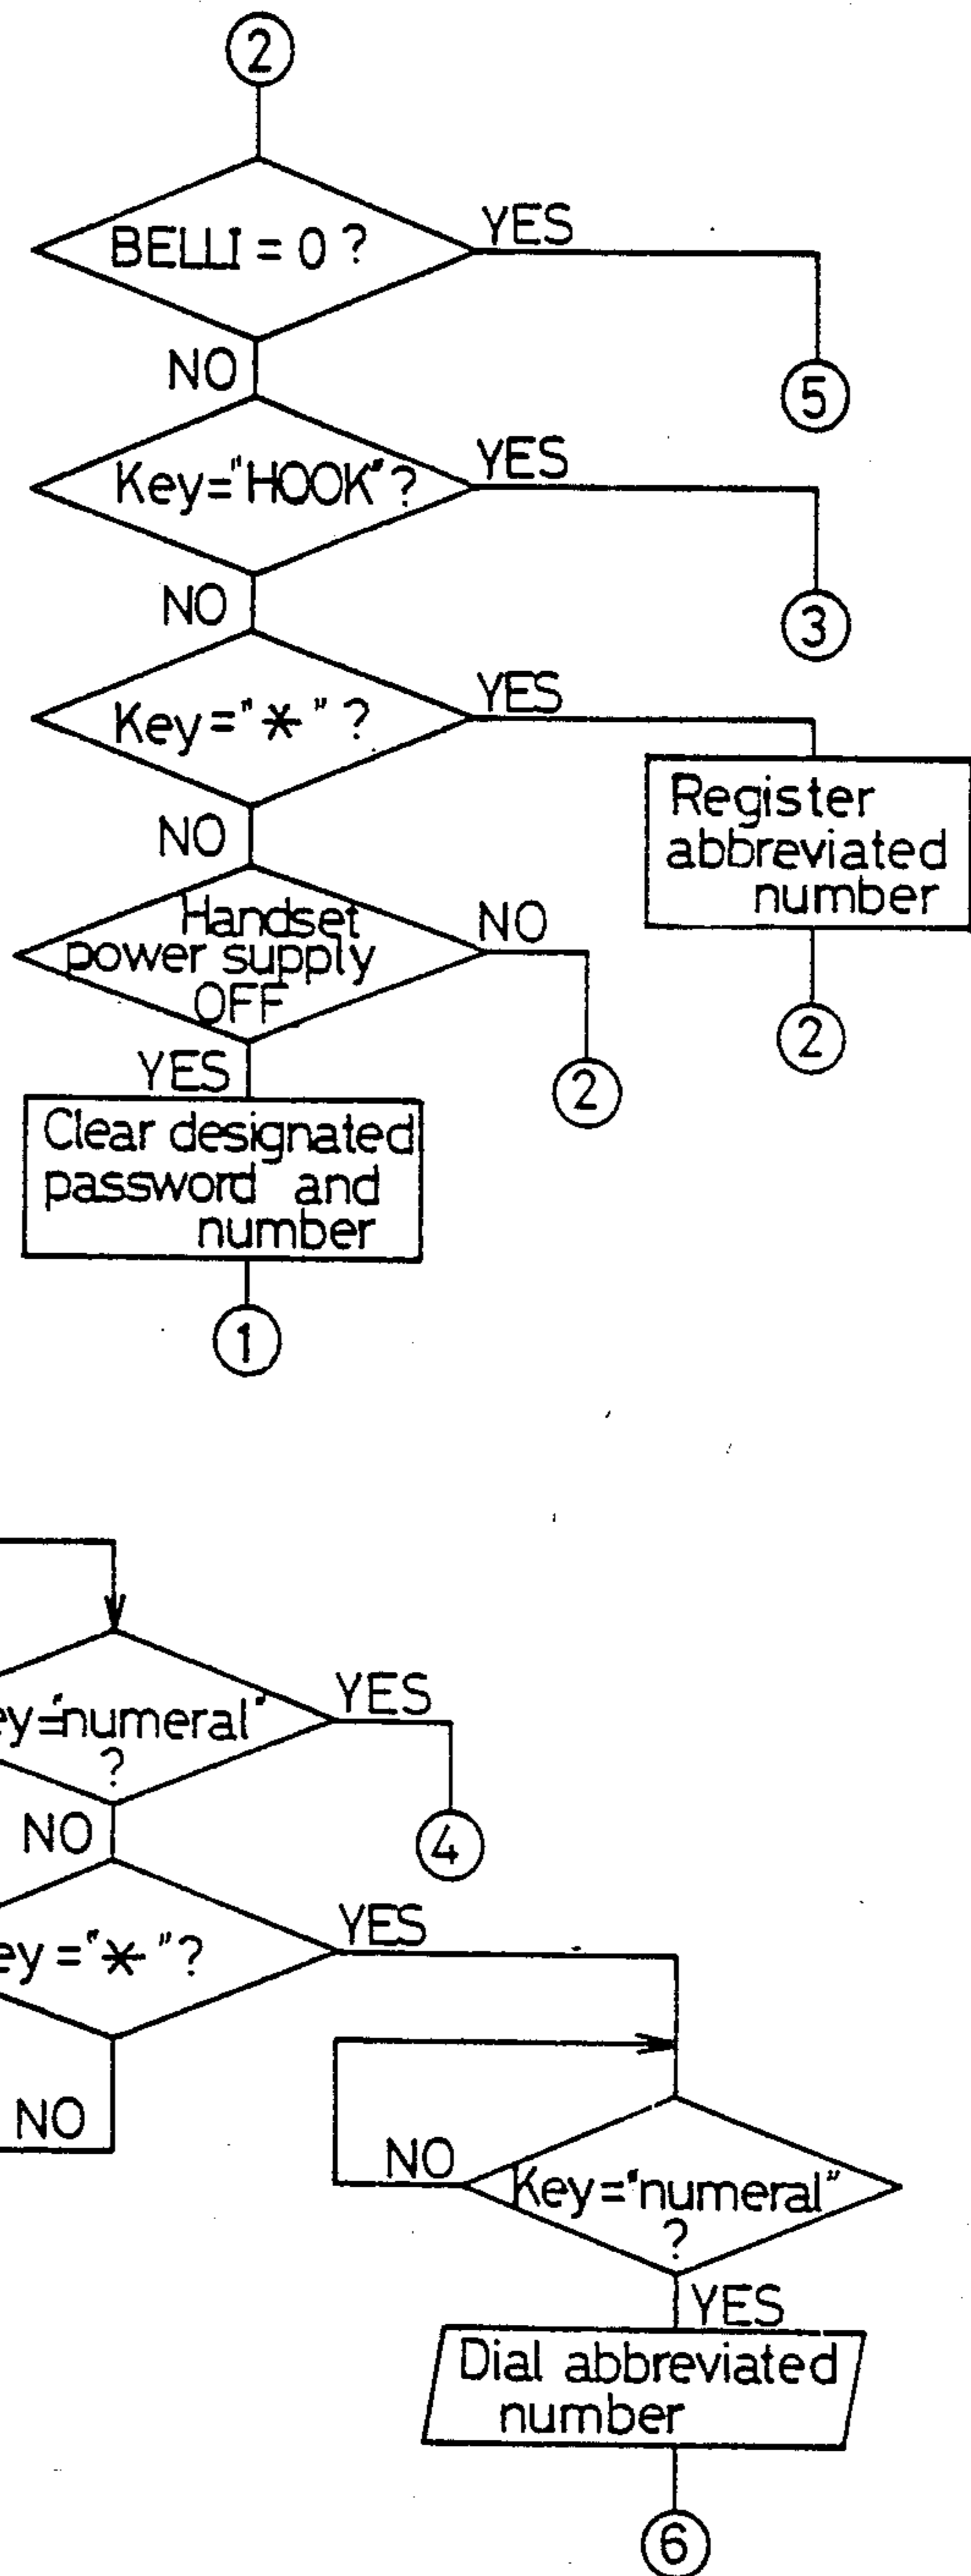 2
BELLI = 0 ?
YES
5
NO
Key="HOOK"?
YES
3
NO
Key="*" ?
YES
Register
abbreviated
number
2
NO
Handset
power supply
OFF
NO
2
YES
Clear designated
password and
number
1
ey="numeral"
?
YES
4
NO
ey="*"?
YES
NO
NO
Key="numeral"
?
YES
Dial abbreviated
number
6